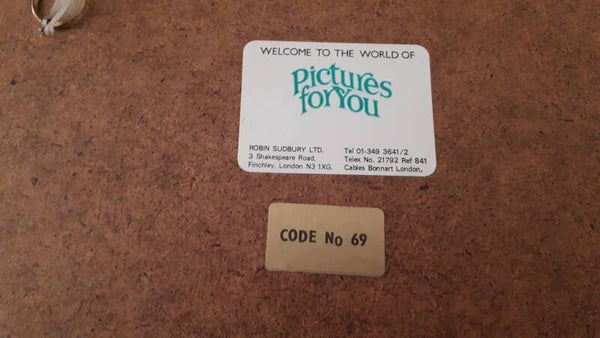 WELCOME TO THE WORLD OF
Pictures
for You
ROBIN SUDBURY LTD.
3 Shakespeare Road,
Finchley, London N3 1XG.
Tel 01-349 3641/2
Telex No. 21792 Ref 841
Cables Bonnart London.
CODE No 69